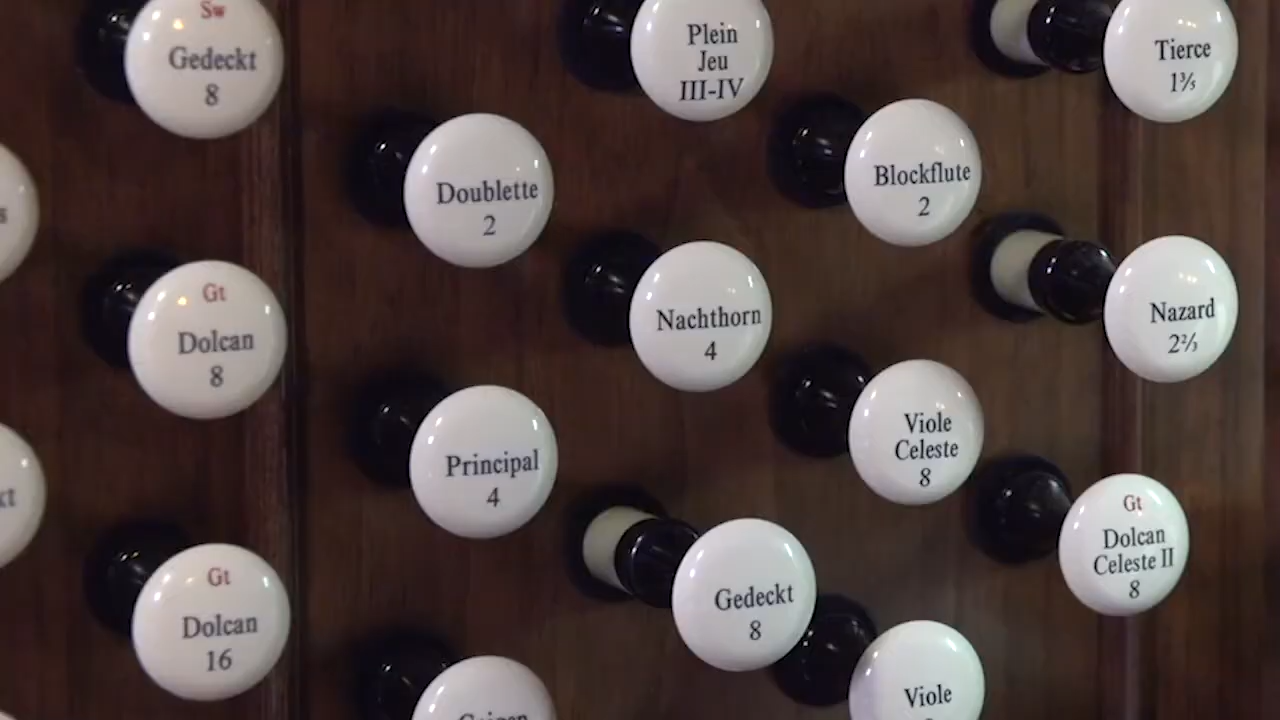 Sw
Gedeckt
8
Plein
Jeu
III-IV
Tierce
1⅗
Doublette
2
Blockflute
2
Gt
Dolcan
8
Nachthorn
4
Nazard
2⅔
Principal
4
Viole
Celeste
8
Gt
Dolcan
Celeste II
8
Gt
Dolcan
16
Gedeckt
8
Viole